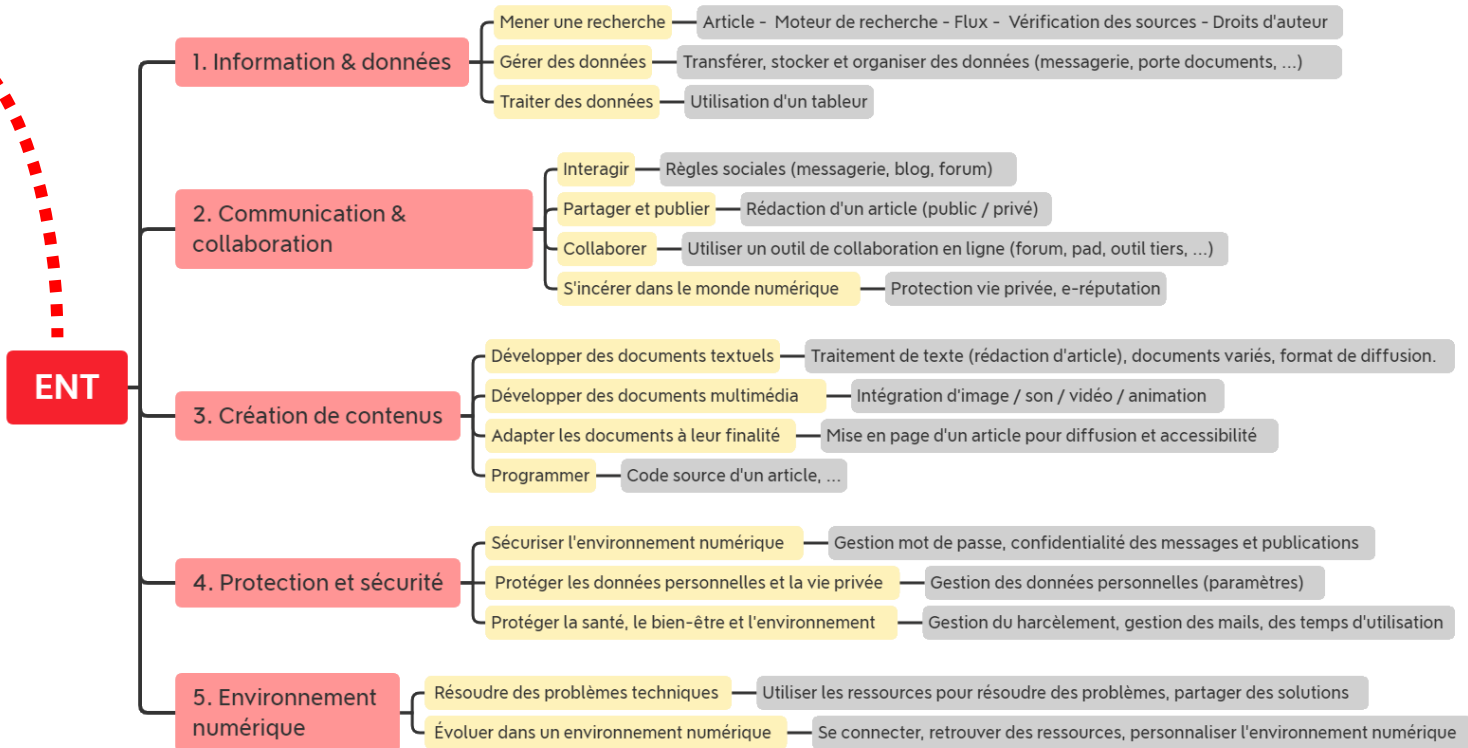 ENT
1. Information & données
Mener une recherche
Article - Moteur de recherche - Flux - Vérification des sources - Droits d'auteur
Gérer des données
Transférer, stocker et organiser des données (messagerie, porte documents, ...)
Traiter des données
Utilisation d'un tableur
2. Communication &
collaboration
Interagir
Règles sociales (messagerie, blog, forum)
Partager et publier
Rédaction d'un article (public / privé)
Collaborer
Utiliser un outil de collaboration en ligne (forum, pad, outil tiers, ...)
S'incérer dans le monde numérique
Protection vie privée, e-réputation
3. Création de contenus
Développer des documents textuels
Traitement de texte (rédaction d'article), documents variés, format de diffusion.
Développer des documents multimédia
Intégration d'image / son / vidéo / animation
Adapter les documents à leur finalité
Mise en page d'un article pour diffusion et accessibilité
Programmer
Code source d'un article, ...
4. Protection et sécurité
Sécuriser l'environnement numérique
Gestion mot de passe, confidentialité des messages et publications
Protéger les données personnelles et la vie privée
Gestion des données personnelles (paramètres)
Protéger la santé, le bien-être et l'environnement
Gestion du harcèlement, gestion des mails, des temps d'utilisation
5. Environnement
numérique
Résoudre des problèmes techniques
Utiliser les ressources pour résoudre des problèmes, partager des solutions
Évoluer dans un environnement numérique
Se connecter, retrouver des ressources, personnaliser l'environnement numérique